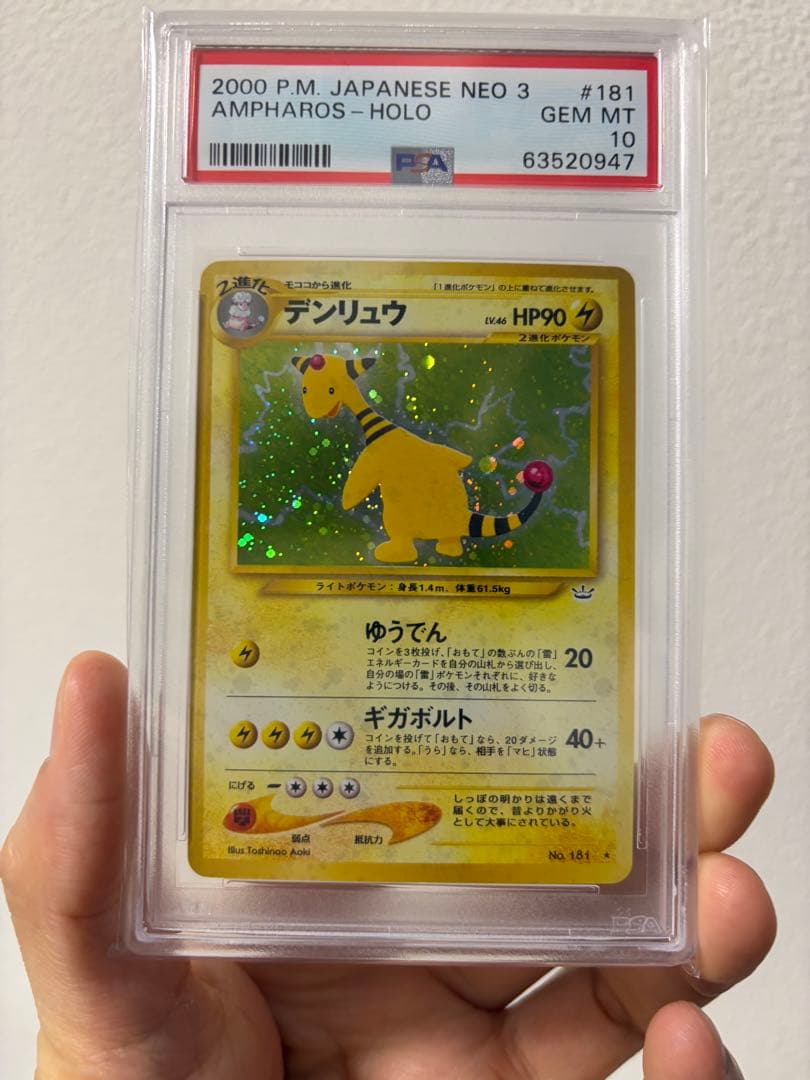 2000 P.M. JAPANESE NEO 3 #181
AMPHAROS - HOLO GEM MT
10
PSA 63520947
2進化 モココから進化 「1進化ポケモン」の上に重ねて進化させます。
デンリュウ LV.46 HP90
2進化ポケモン
ライトポケモン:身長1.4m、体重61.5kg
ゆうでん
コインを3枚投げ、「おもて」の数ぶんの「雷」
エネルギーカードを自分の山札から選び出し、
自分の場の「雷」ポケモンそれぞれに、好きな
ようにつける。その後、その山札をよく切る。
20
ギガボルト
コインを投げて「おもて」なら、20ダメージ
を追加する。「うら」なら、相手を「マヒ」状態
にする。
40+
にげる
しっぽの明かりは遠くまで
届くので、昔よりかがり火
として大事にされている。
弱点 抵抗力
Illus. Toshinao Aoki No. 181 ★
PSA